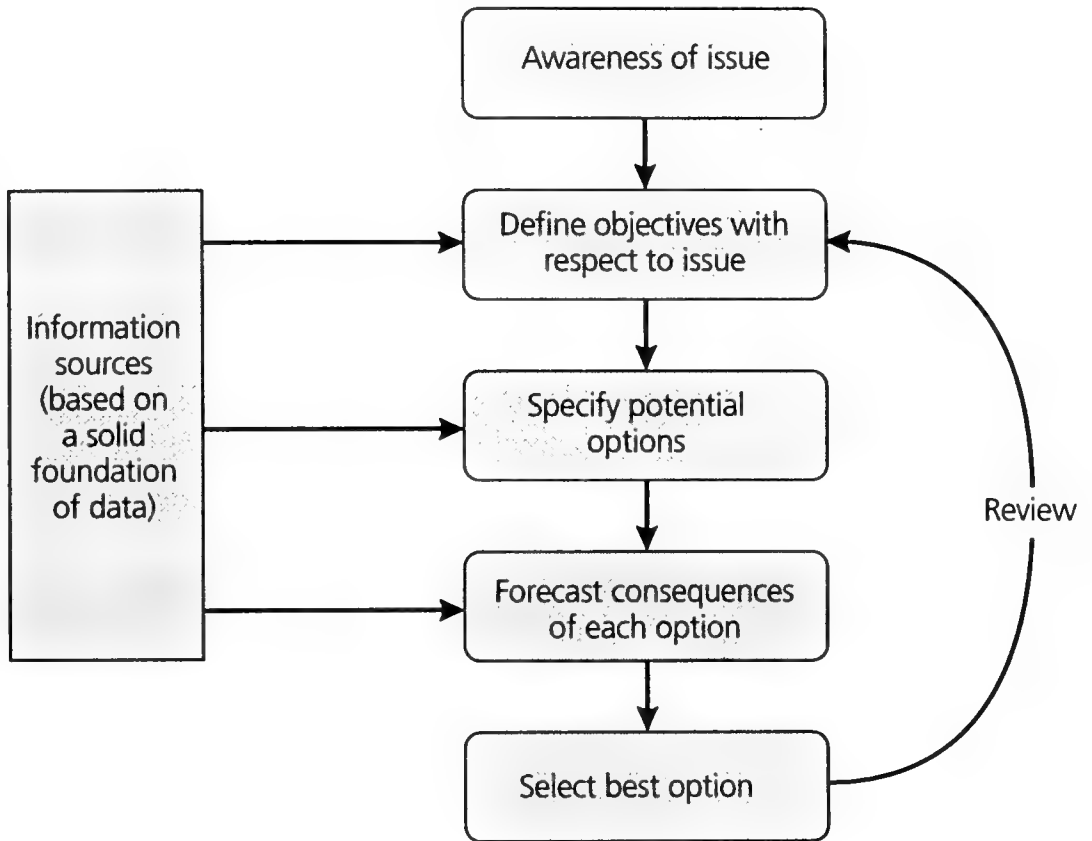 Awareness of issue
Define objectives with
respect to issue
Information
sources
(based on
a solid
foundation
of data)
Specify potential
options
Review
Forecast consequences
of each option
Select best option